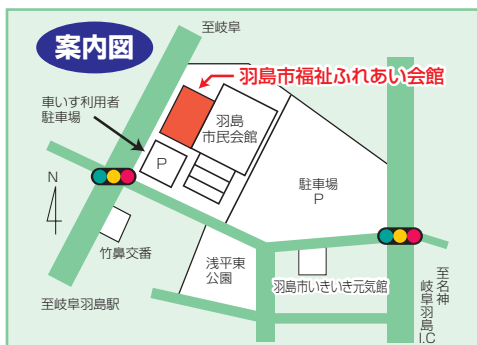 案内図
至岐阜
羽島市福祉ふれあい会館
車いす利用者
駐車場
羽島
市民会館
P
N
駐車場
P
竹鼻交番
浅平東
公園
羽島市いきいき元気館
至岐阜羽島駅
至名神
岐阜羽島
I.C